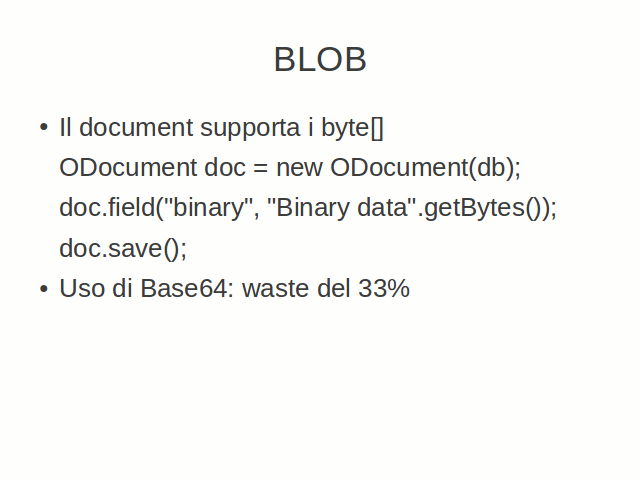 BLOB
• Il document supporta i byte[]
ODocument doc = new ODocument(db);
doc.field("binary", "Binary data".getBytes());
doc.save();
• Uso di Base64: waste del 33%